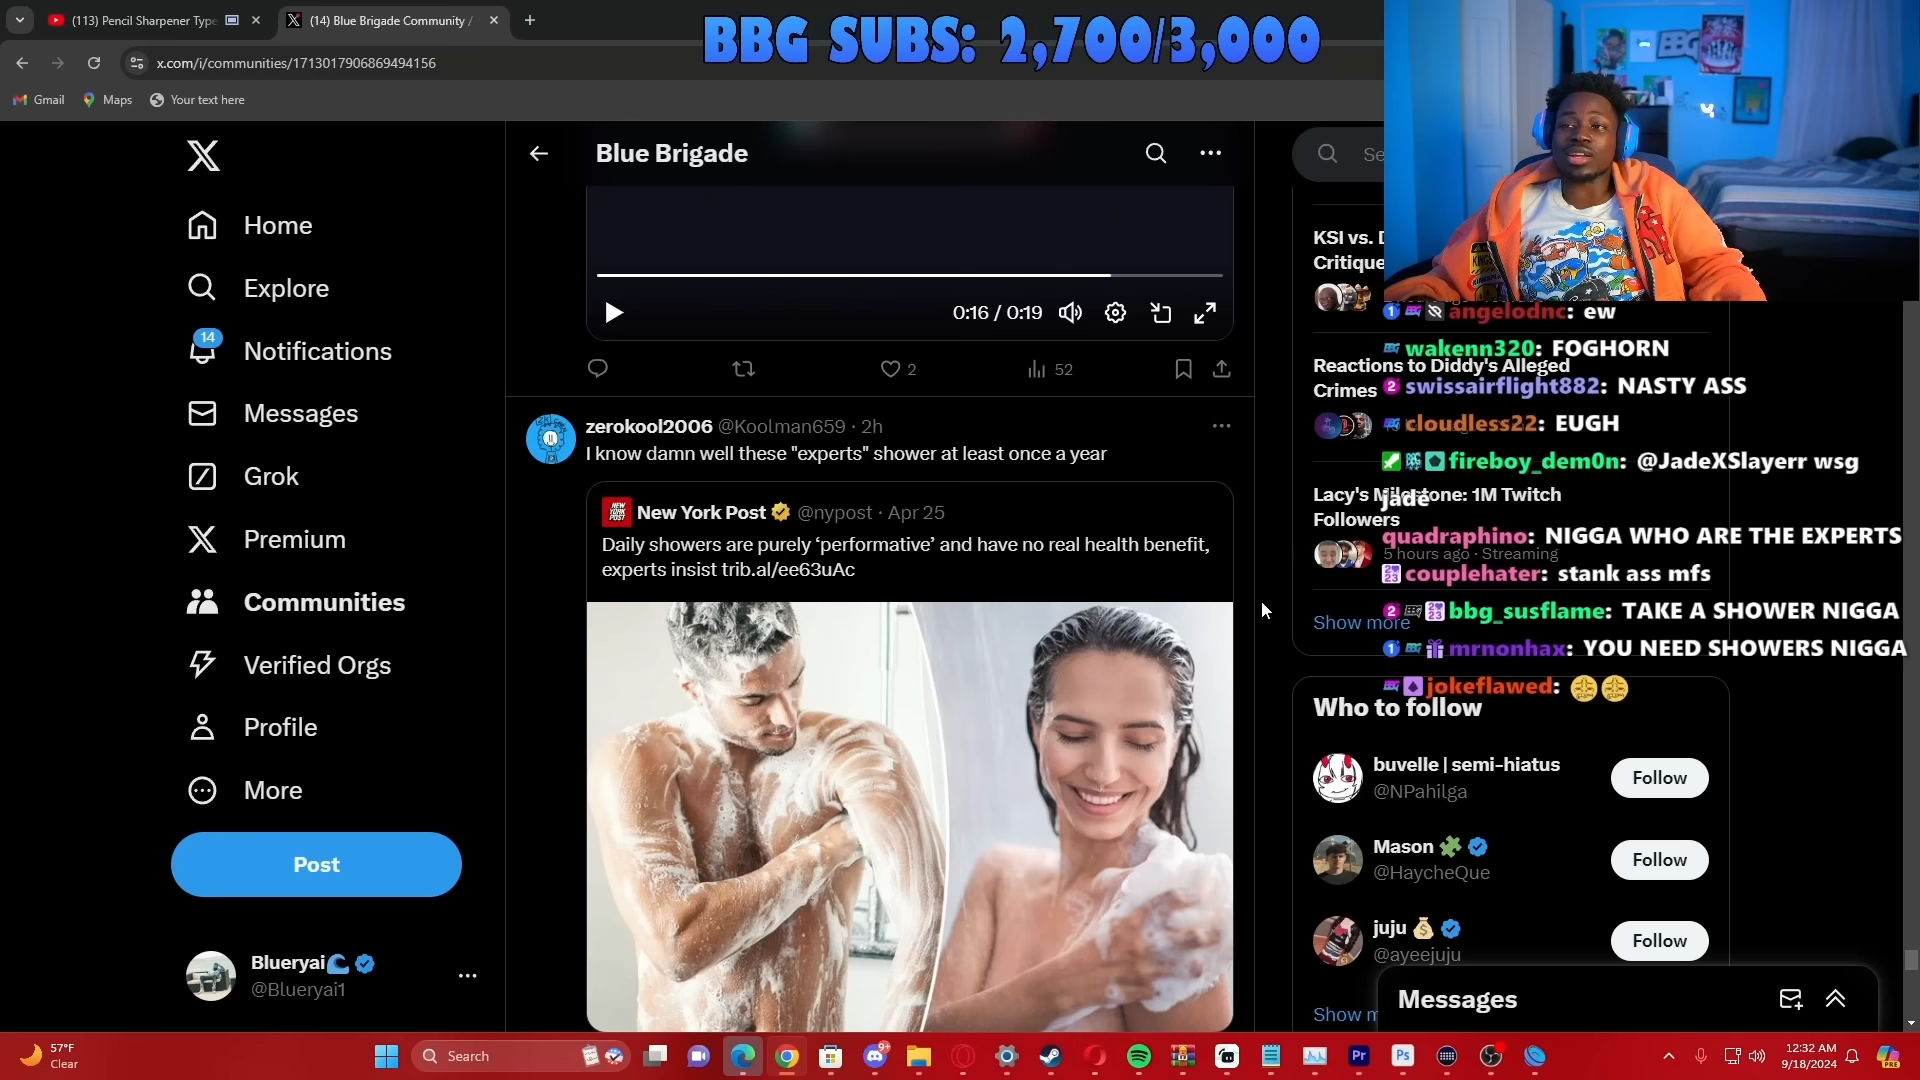 (113) Pencil Sharpener Type
(14) Blue Brigade Community /
BBG SUBS: 2,700/3,000
x.com/i/communities/1713017906869494156
Gmail
Maps
Your text here
Blue Brigade
Se
Home
Explore
14
Notifications
Messages
Grok
Premium
Communities
Verified Orgs
Profile
More
Post
Blueryai
@Blueryai1
0:16 / 0:19
2
52
zerokool2006 @Koolman659 · 2h
I know damn well these "experts" shower at least once a year
NEW YORK POST
New York Post @nypost · Apr 25
Daily showers are purely ‘performative’ and have no real health benefit,
experts insist trib.al/ee63uAc
KSI vs. D
Critique
Reactions to Diddy's Alleged
Crimes
Lacy's Milestone: 1M Twitch
Followers
5 hours ago · Streaming
Show more
angelodnc: ew
wakenn320: FOGHORN
swissairflight882: NASTY ASS
cloudless22: EUGH
fireboy_dem0n: @JadeXSlayerr wsg
jade
quadraphino: NIGGA WHO ARE THE EXPERTS
couplehater: stank ass mfs
bbg_susflame: TAKE A SHOWER NIGGA
mrnonhax: YOU NEED SHOWERS NIGGA
jokeflawed:
Who to follow
buvelle | semi-hiatus
@NPahilga
Follow
Mason
@HaycheQue
Follow
juju
@ayeejuju
Follow
Show m
Messages
57°F
Clear
Search
9+
12:32 AM
9/18/2024